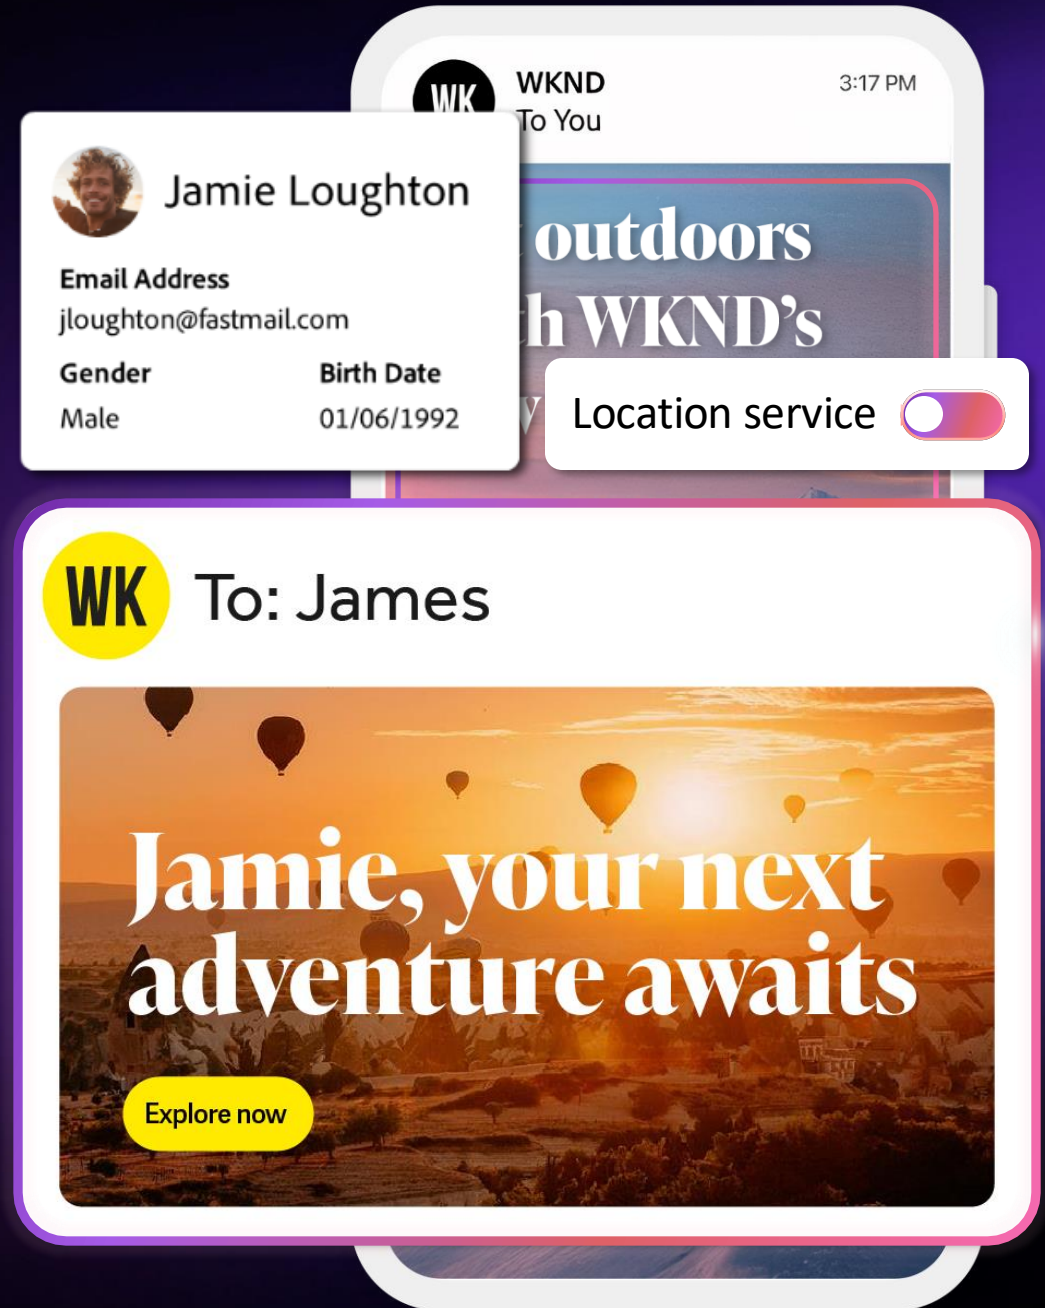 WK
WKND
3:17 PM
To You
Jamie Loughton
Email Address
jloughton@fastmail.com
Gender
Birth Date
Male
01/06/1992
outdoors
WKND's
Location service
WK
To: James
Jamie, your next
adventure awaits
Explore now